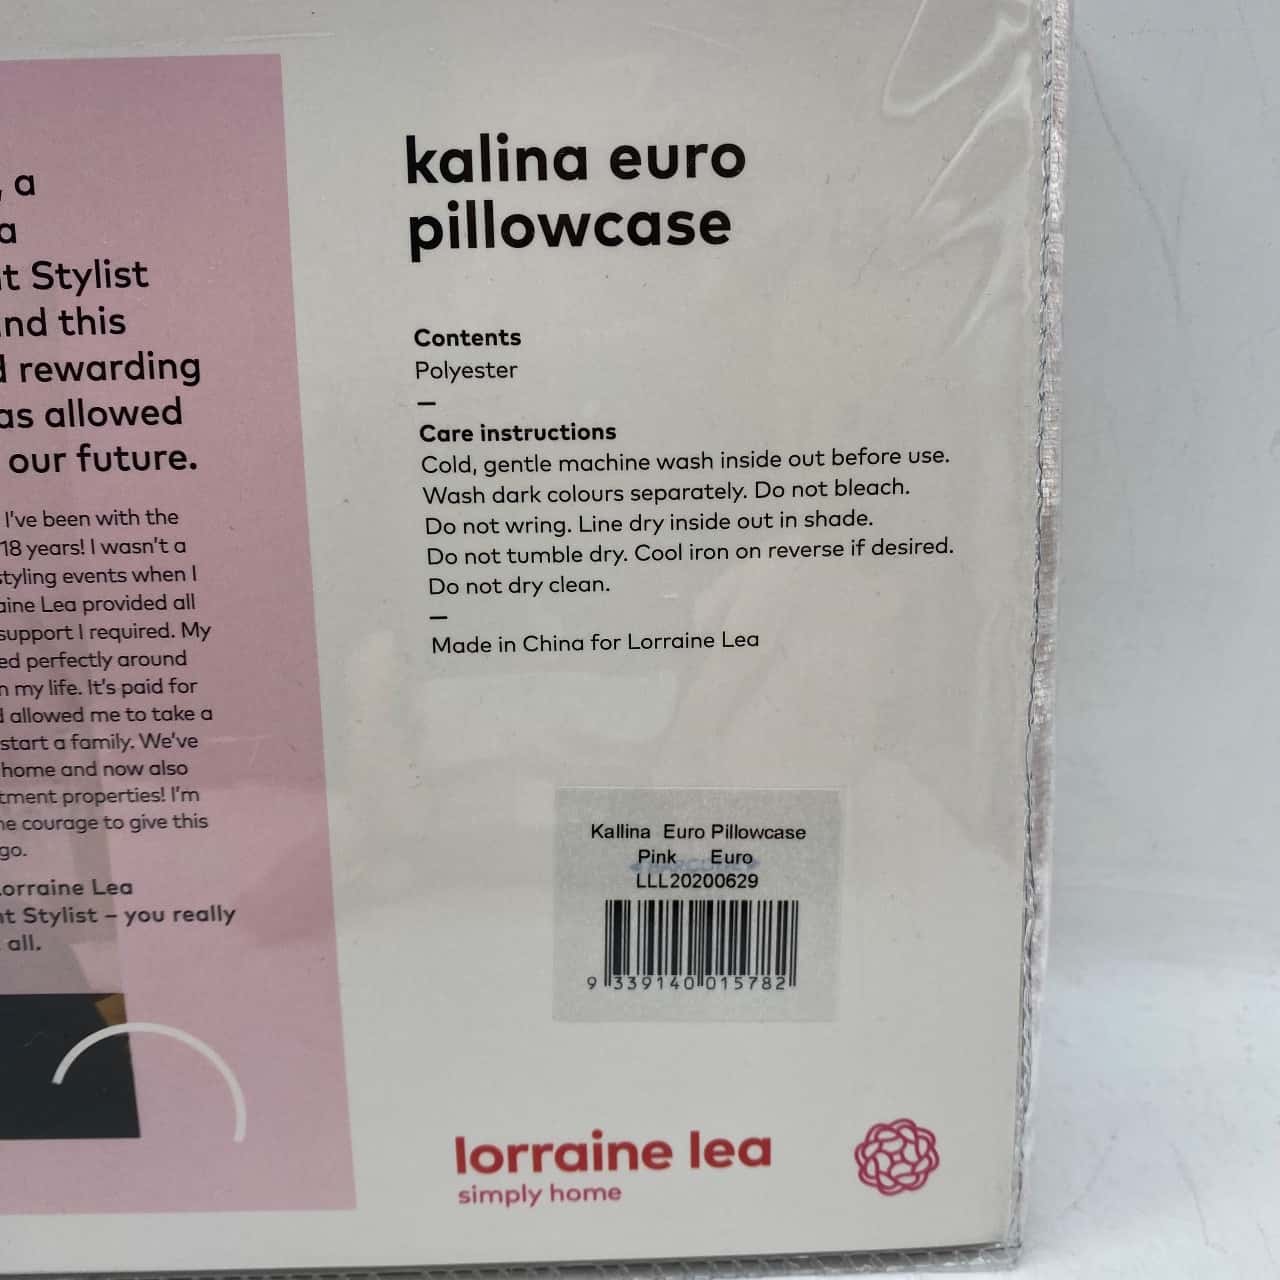 , a
a
t Stylist
nd this
rewarding
as allowed
our future.
I've been with the
18 years! I wasn't a
styling events when I
aine Lea provided all
support I required. My
ed perfectly around
n my life. It's paid for
allowed me to take a
start a family. We've
home and now also
tment properties! I'm
he courage to give this
go.
orraine Lea
nt Stylist – you really
all.
kalina euro
pillowcase
Contents
Polyester
—
Care instructions
Cold, gentle machine wash inside out before use.
Wash dark colours separately. Do not bleach.
Do not wring. Line dry inside out in shade.
Do not tumble dry. Cool iron on reverse if desired.
Do not dry clean.
—
Made in China for Lorraine Lea
Kallina Euro Pillowcase
Pink Euro
LLL20200629
9 339140 015782
lorraine lea
simply home